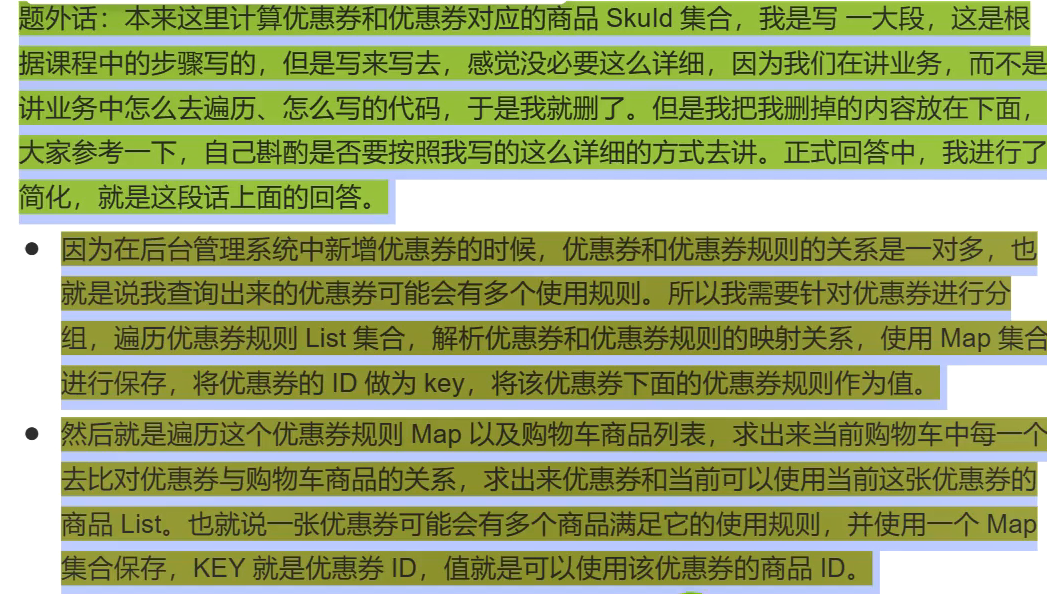 题外话：本来这里计算优惠券和优惠券对应的商品 SkuId 集合，我是写 一大段，这是根
据课程中的步骤写的，但是写来写去，感觉没必要这么详细，因为我们在讲业务，而不是
讲业务中怎么去遍历、怎么写的代码，于是我就删了。但是我把我删掉的内容放在下面，
大家参考一下，自己斟酌是否要按照我写的这么详细的方式去讲。正式回答中，我进行了
简化，就是这段话上面的回答。
● 因为在后台管理系统中新增优惠券的时候，优惠券和优惠券规则的关系是一对多，也
就是说我查询出来的优惠券可能会有多个使用规则。所以我需要针对优惠券进行分
组，遍历优惠券规则 List 集合，解析优惠券和优惠券规则的映射关系，使用 Map 集合
进行保存，将优惠券的 ID 做为 key，将该优惠券下面的优惠券规则作为值。
● 然后就是遍历这个优惠券规则 Map 以及购物车商品列表，求出来当前购物车中每一个
去比对优惠券与购物车商品的关系，求出来优惠券和当前可以使用当前这张优惠券的
商品 List。也就说一张优惠券可能会有多个商品满足它的使用规则，并使用一个 Map
集合保存，KEY 就是优惠券 ID，值就是可以使用该优惠券的商品 ID。